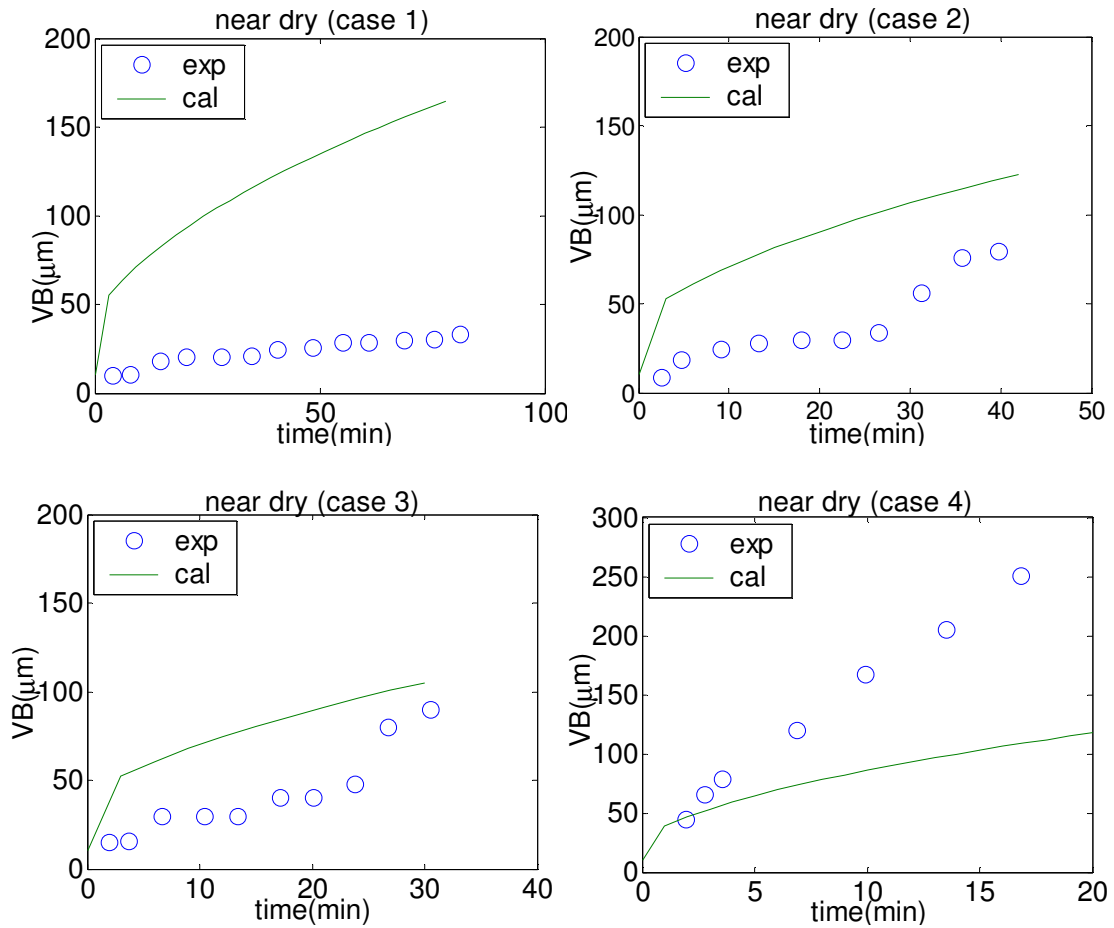 near dry (case 1)
200
150
100
50
0
VB(μm)
exp
cal
0
50
100
time(min)
near dry (case 2)
200
150
100
50
0
VB(μm)
exp
cal
0
10
20
30
40
50
time(min)
near dry (case 3)
200
150
100
50
0
VB(μm)
exp
cal
0
10
20
30
40
time(min)
near dry (case 4)
300
250
200
150
100
50
0
VB(μm)
exp
cal
0
5
10
15
20
time(min)